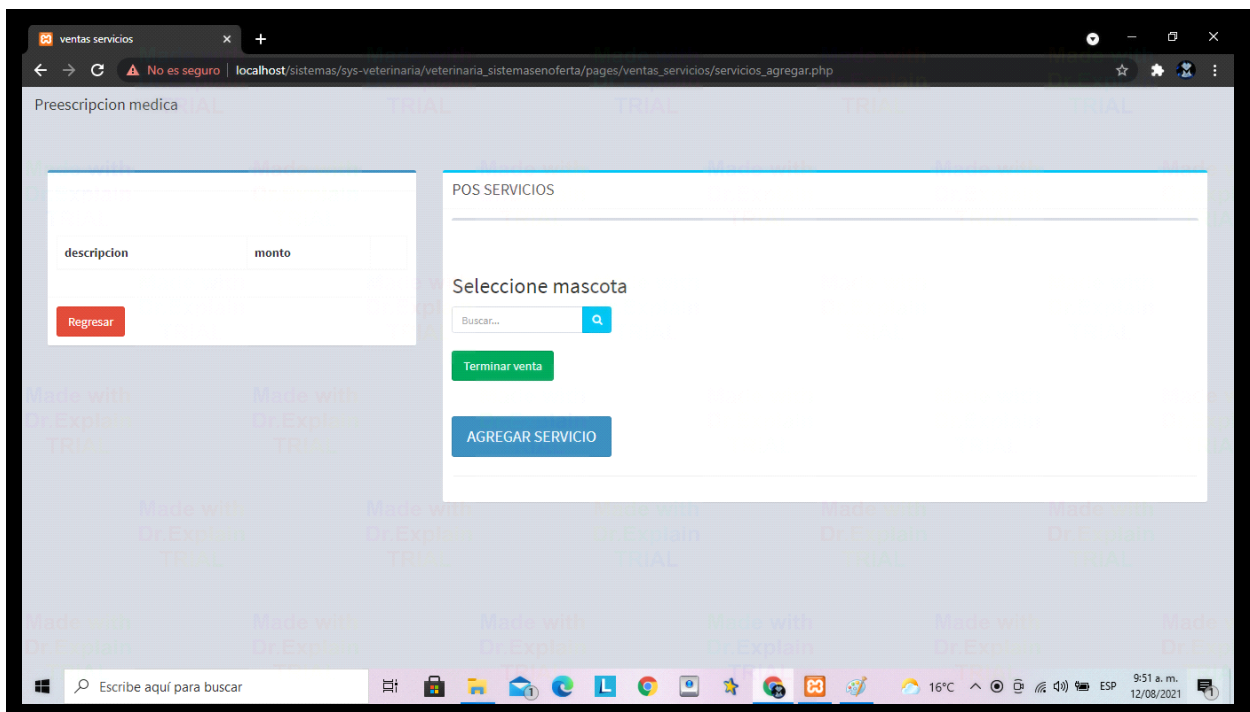 ventas servicios
No es seguro | localhost/sistemas/sys-veterinaria/veterinaria_sistemasenoferta/pages/ventas_servicios/servicios_agregar.php
Preescripcion medica
POS SERVICIOS
descripcion monto
Seleccione mascota
Buscar...
Regresar
Terminar venta
AGREGAR SERVICIO
Made with
Dr.Explain
TRIAL
Escribe aquí para buscar
16°C
ESP
9:51 a. m.
12/08/2021